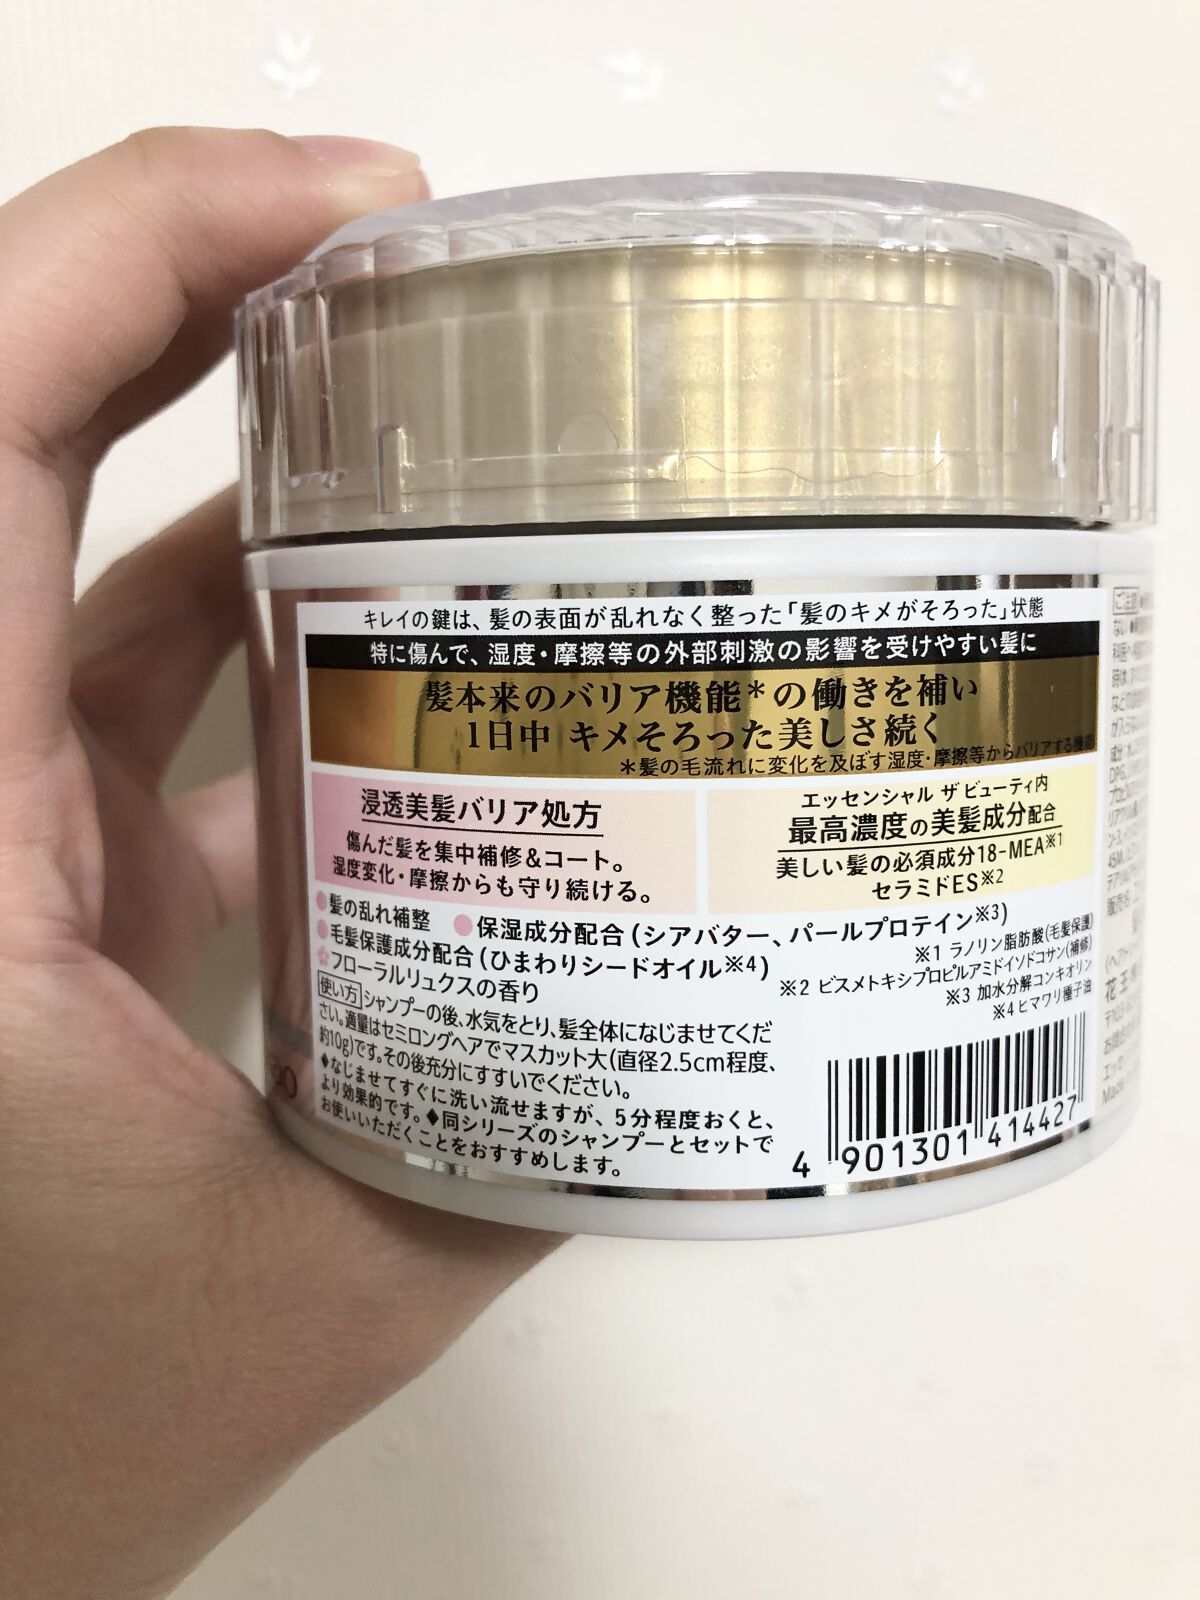 キレイの鍵は、髪の表面が乱れなく整った「髪のキメがそろった」状態
特に傷んで、湿度・摩擦等の外部刺激の影響を受けやすい髪に
髪本来のバリア機能*の働きを補い
1日中 キメそろった美しさ続く
*髪の毛流れに変化を及ぼす湿度・摩擦等からバリアする機能
浸透美髪バリア処方
傷んだ髪を集中補修&コート。
湿度変化・摩擦からも守り続ける。
エッセンシャル ザ ビューティ内
最高濃度の美髪成分配合
美しい髪の必須成分18-MEA※1
セラミドES※2
髪の乱れ補整 ●保湿成分配合(シアバター、パールプロテイン※3)
毛髪保護成分配合(ひまわりシードオイル※4)
フローラルリュクスの香り
※1 ラノリン脂肪酸(毛髪保護)
※2 ビスメトキシプロピルアミドイソドコサン(補修)
※3 加水分解コンキオリン
※4 ヒマワリ種子油
使い方 シャンプーの後、水気をとり、髪全体になじませてくだ
さい。適量はセミロングヘアでマスカット大(直径2.5cm程度、
約10g)です。その後充分にすすいでください。
◆なじませてすぐに洗い流せますが、5分程度おくと、
より効果的です。◆同シリーズのシャンプーとセットで
お使いいただくことをおすすめします。
4 901301 414427
ご注意
ない
成分:水、
DPG、
花王
Made